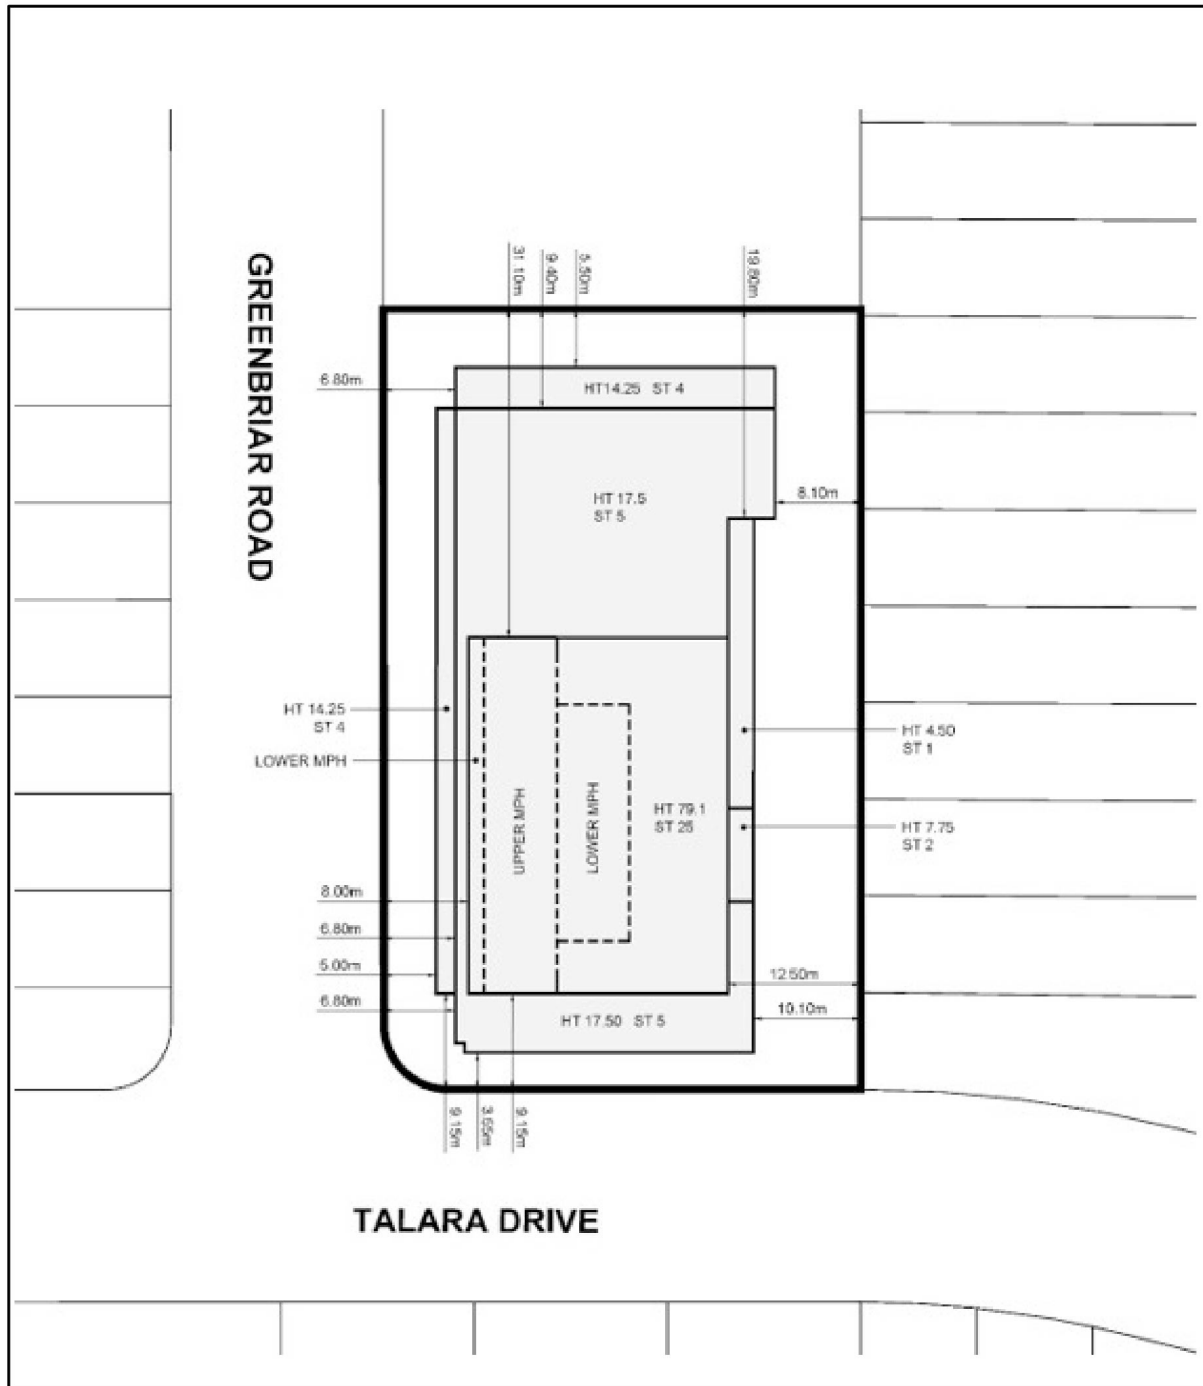 31.10m
9.40m
5.50m
19.80m
GREENBRIAR ROAD
6.80m
HT14.25 ST 4
8.10m
HT 17.5
ST 5
HT 14.25
ST 4
LOWER MPH
UPPER MPH
LOWER MPH
HT 79.1
ST 25
HT 4.50
ST 1
HT 7.75
ST 2
8.00m
6.80m
5.00m
6.80m
12.50m
10.10m
HT 17.50 ST 5
9.15m
3.55m
9.15m
TALARA DRIVE